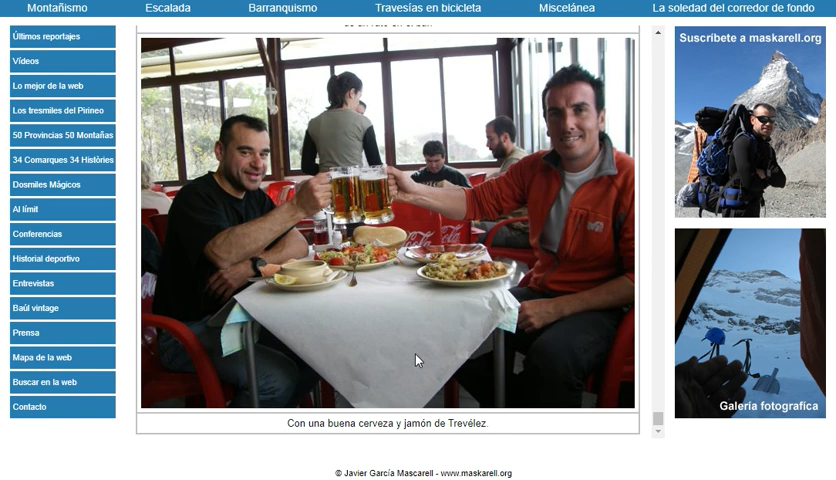 Montañismo
Escalada
Barranquismo
Travesías en bicicleta
Miscelánea
La soledad del corredor de fondo
Últimos reportajes
Vídeos
Lo mejor de la web
Los tresmiles del Pirineo
50 Provincias 50 Montañas
34 Comarques 34 Històries
Dosmiles Mágicos
Al límit
Conferencias
Historial deportivo
Entrevistas
Baúl vintage
Prensa
Mapa de la web
Buscar en la web
Contacto
Coca-Cola
Con una buena cerveza y jamón de Trevélez.
Suscríbete a maskarell.org
Galería fotografica
© Javier García Mascarell - www.maskarell.org